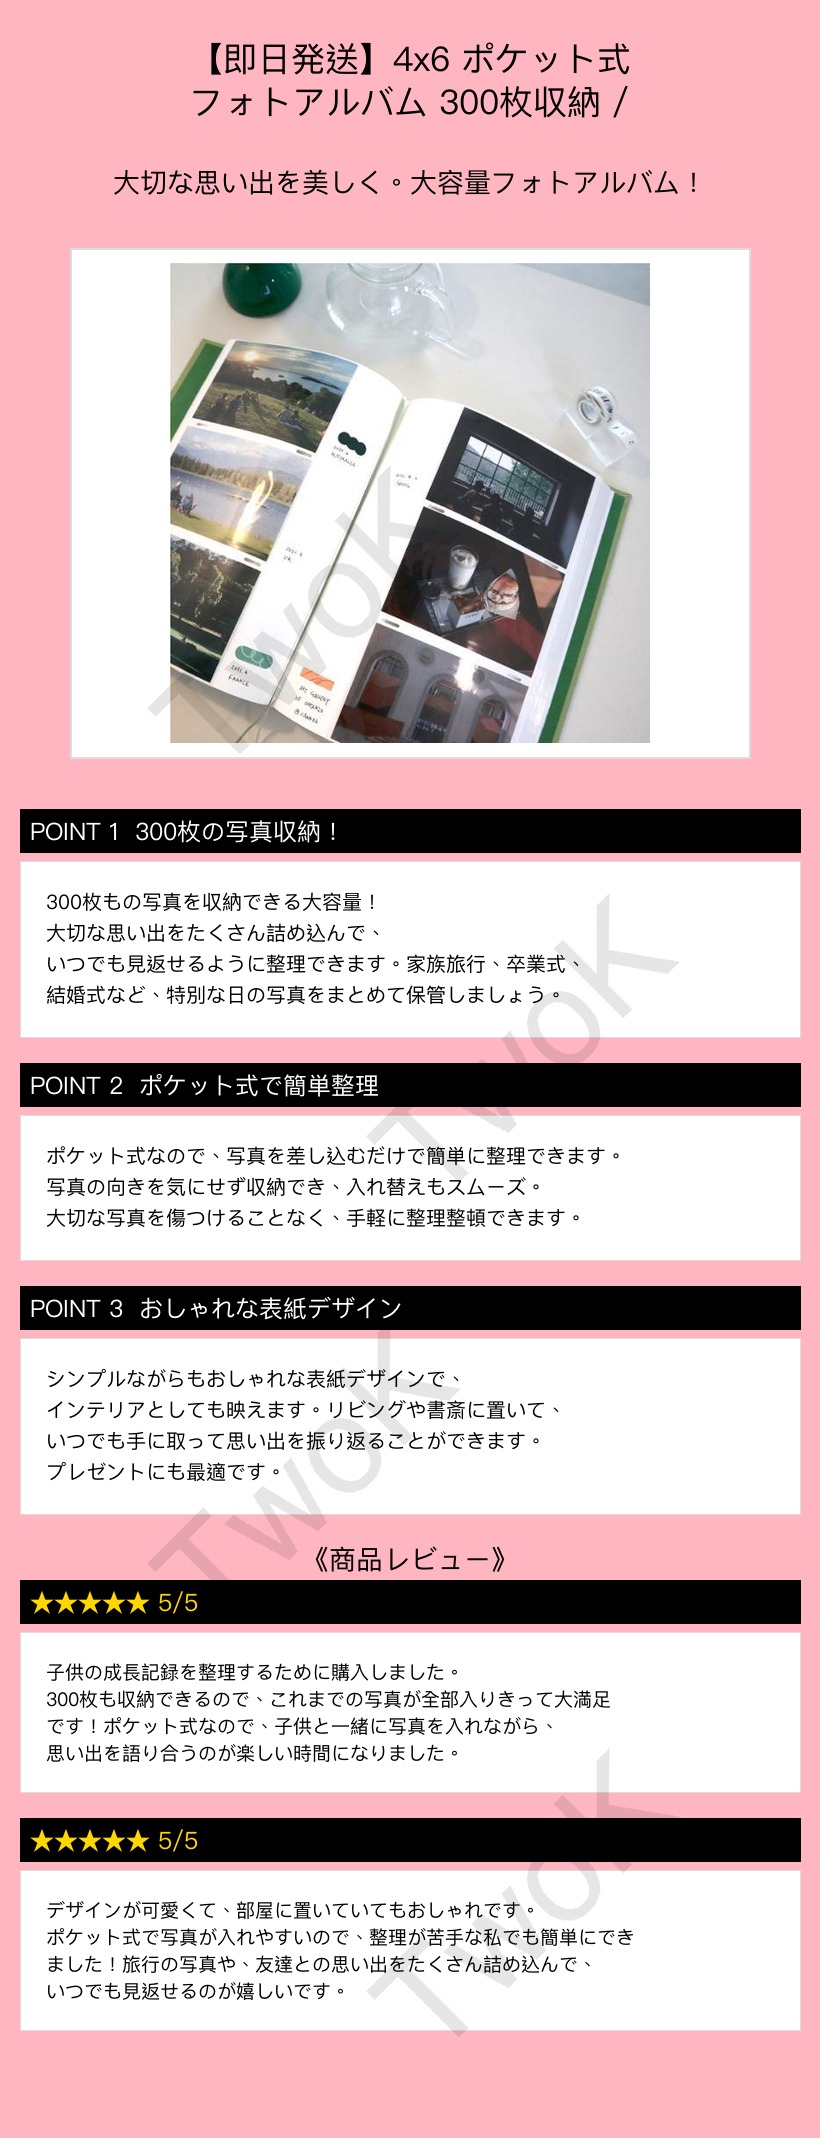 【即日発送】4x6 ポケット式
フォトアルバム 300枚収納 /
大切な思い出を美しく。大容量フォトアルバム！
2021.6
FRANCE
MY
@CANADA
TwoK
POINT 1 300枚の写真収納！
300枚もの写真を収納できる大容量！
大切な思い出をたくさん詰め込んで、
いつでも見返せるように整理できます。家族旅行、卒業式、
結婚式など、特別な日の写真をまとめて保管しましょう。
TwoK
POINT 2 ポケット式で簡単整理
ポケット式なので、写真を差し込むだけで簡単に整理できます。
写真の向きを気にせず収納でき、入れ替えもスムーズ。
大切な写真を傷つけることなく、手軽に整理整頓できます。
POINT 3 おしゃれな表紙デザイン
シンプルながらもおしゃれな表紙デザインで、
インテリアとしても映えます。リビングや書斎に置いて、
いつでも手に取って思い出を振り返ることができます。
プレゼントにも最適です。
TwoK
《商品レビュー》
★★★★★ 5/5
子供の成長記録を整理するために購入しました。
300枚も収納できるので、これまでの写真が全部入りきって大満足
です！ポケット式なので、子供と一緒に写真を入れながら、
思い出を語り合うのが楽しい時間になりました。
★★★★★ 5/5
デザインが可愛くて、部屋に置いていてもおしゃれです。
ポケット式で写真が入れやすいので、整理が苦手な私でも簡単にでき
ました！旅行の写真や、友達との思い出をたくさん詰め込んで、
いつでも見返せるのが嬉しいです。
TwoK